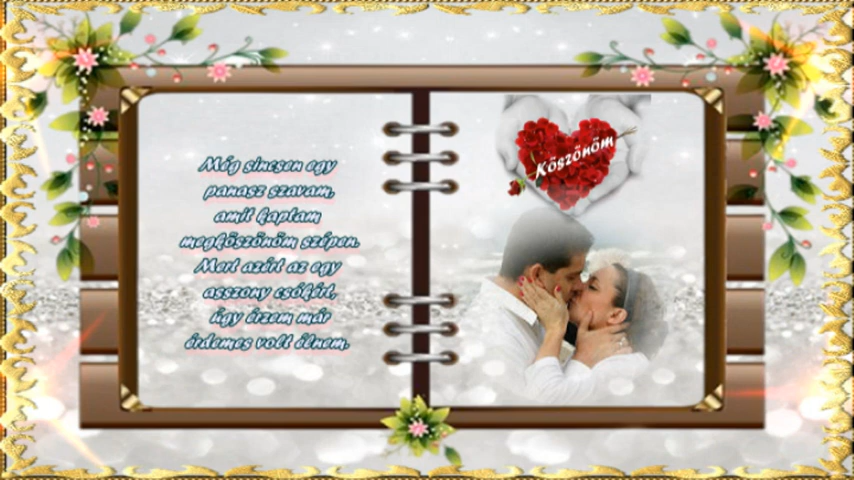 Még sincsen egy
panasz szavam,
amit kaptam
megköszönöm szépen.
Mert azért az egy
asszony csókért,
úgy érzem már
érdemes volt élnem.
Köszönöm